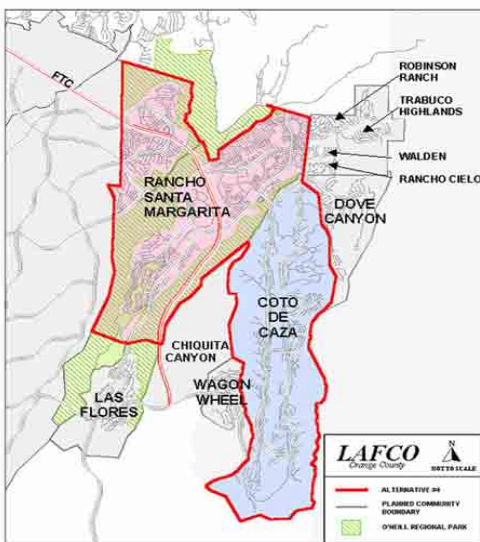 ROBINSON
RANCH
FTC
TRABUCO
HIGHLANDS
WALDEN
RANCHO CIELO
RANCHO
SANTA
MARGARITA
DOVE
CANYON
COTO
DE
CAZA
CHIQUITA
CANYON
WAGON
WHEEL
LAS
FLORES
LAFCO
Orange County
N
NOT TO SCALE
ALTERNATIVE #4
PLANNED COMMUNITY
BOUNDARY
O'NEILL REGIONAL PARK